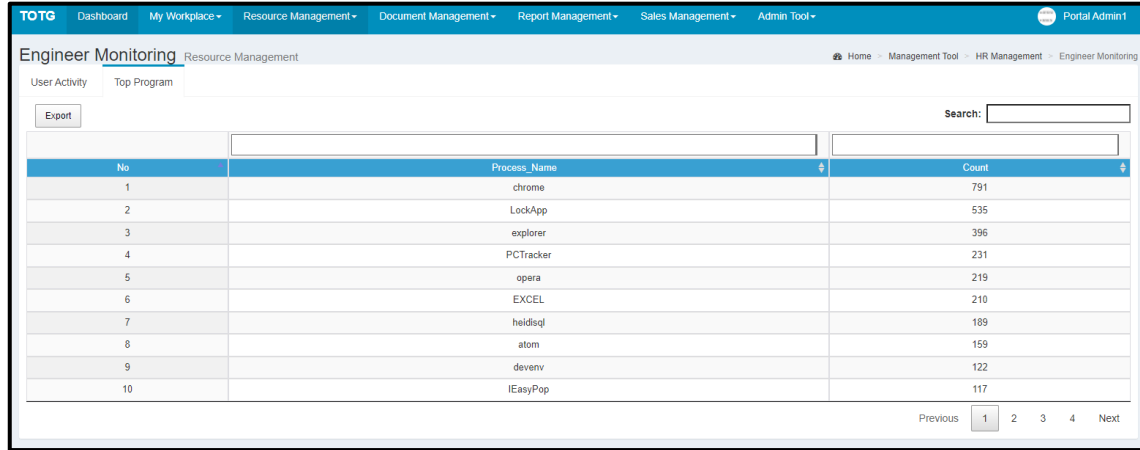 TOTG Dashboard My Workplace Resource Management Document Management Report Management Sales Management Admin Tool Portal Admin1
Engineer Monitoring Resource Management Home > Management Tool > HR Management > Engineer Monitoring
User Activity Top Program
Export Search:
No Process_Name Count
1 chrome 791
2 LockApp 535
3 explorer 396
4 PCTracker 231
5 opera 219
6 EXCEL 210
7 heidisql 189
8 atom 159
9 devenv 122
10 IEasyPop 117
Previous 1 2 3 4 Next